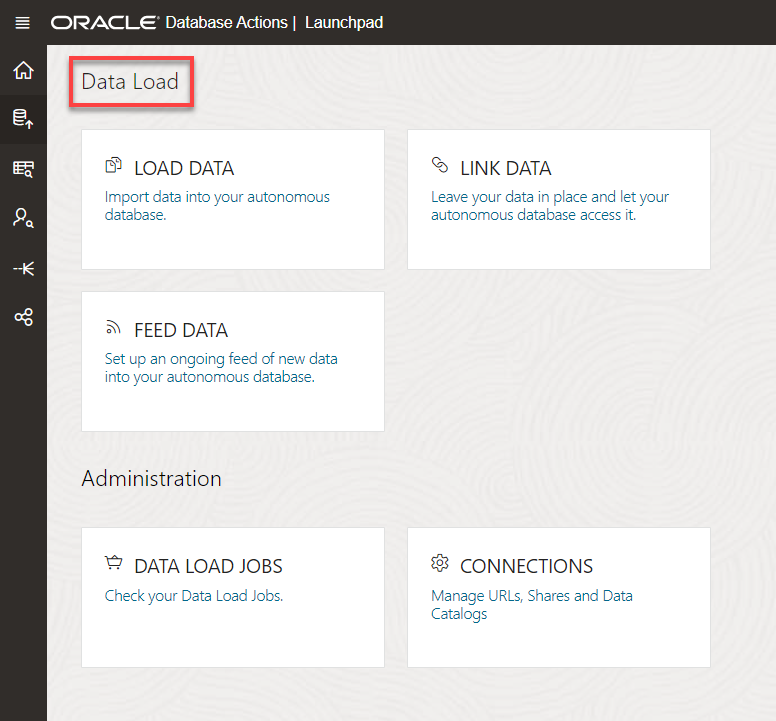 ORACLE® Database Actions | Launchpad
Data Load
LOAD DATA
Import data into your autonomous
database.
LINK DATA
Leave your data in place and let your
autonomous database access it.
FEED DATA
Set up an ongoing feed of new data
into your autonomous database.
Administration
DATA LOAD JOBS
Check your Data Load Jobs.
CONNECTIONS
Manage URLs, Shares and Data
Catalogs